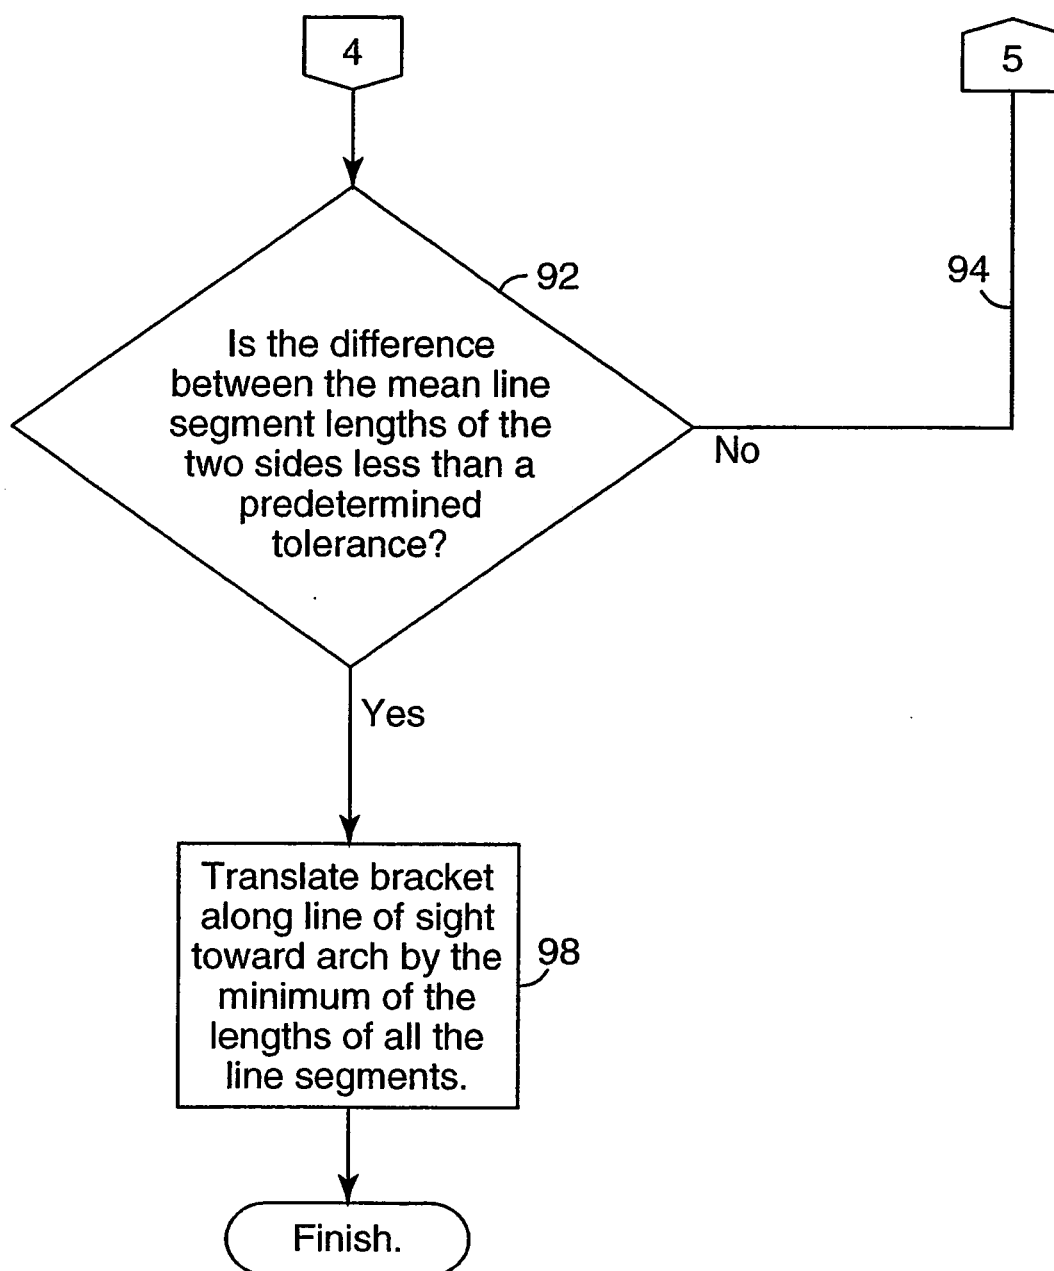 4
5
92
94
Is the difference
between the mean line
segment lengths of the
two sides less than a
predetermined
tolerance?
No
Yes
Translate bracket
along line of sight
toward arch by the
minimum of the
lengths of all the
line segments.
98
Finish.